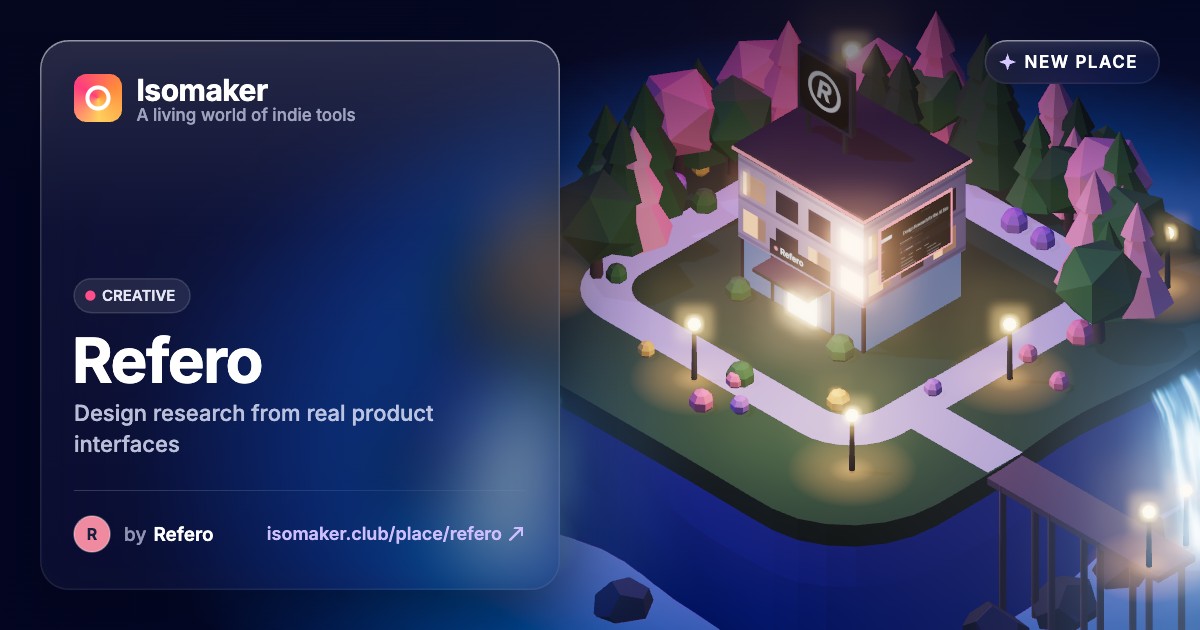 Isomaker
A living world of indie tools
NEW PLACE
®
Refero
CREATIVE
Refero
Design research from real product
interfaces
R
by Refero
isomaker.club/place/refero ↗